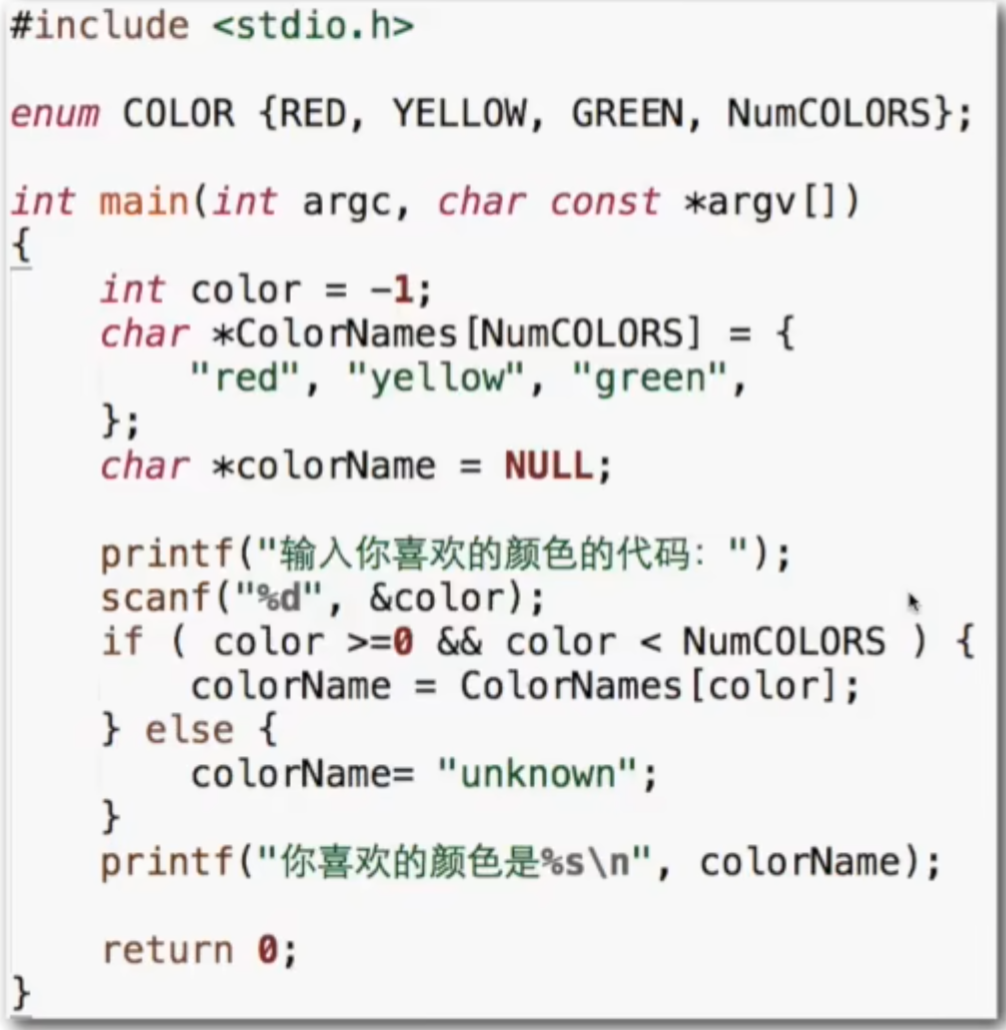 #include <stdio.h>
enum COLOR {RED, YELLOW, GREEN, NumCOLORS};
int main(int argc, char const *argv[])
{
int color = -1;
char *ColorNames[NumCOLORS] = {
"red", "yellow", "green",
};
char *colorName = NULL;
printf("输入你喜欢的颜色的代码: ");
scanf("%d", &color);
if ( color >=0 && color < NumCOLORS ) {
colorName = ColorNames[color];
} else {
colorName= "unknown";
}
printf("你喜欢的颜色是%s\n", colorName);
return 0;
}